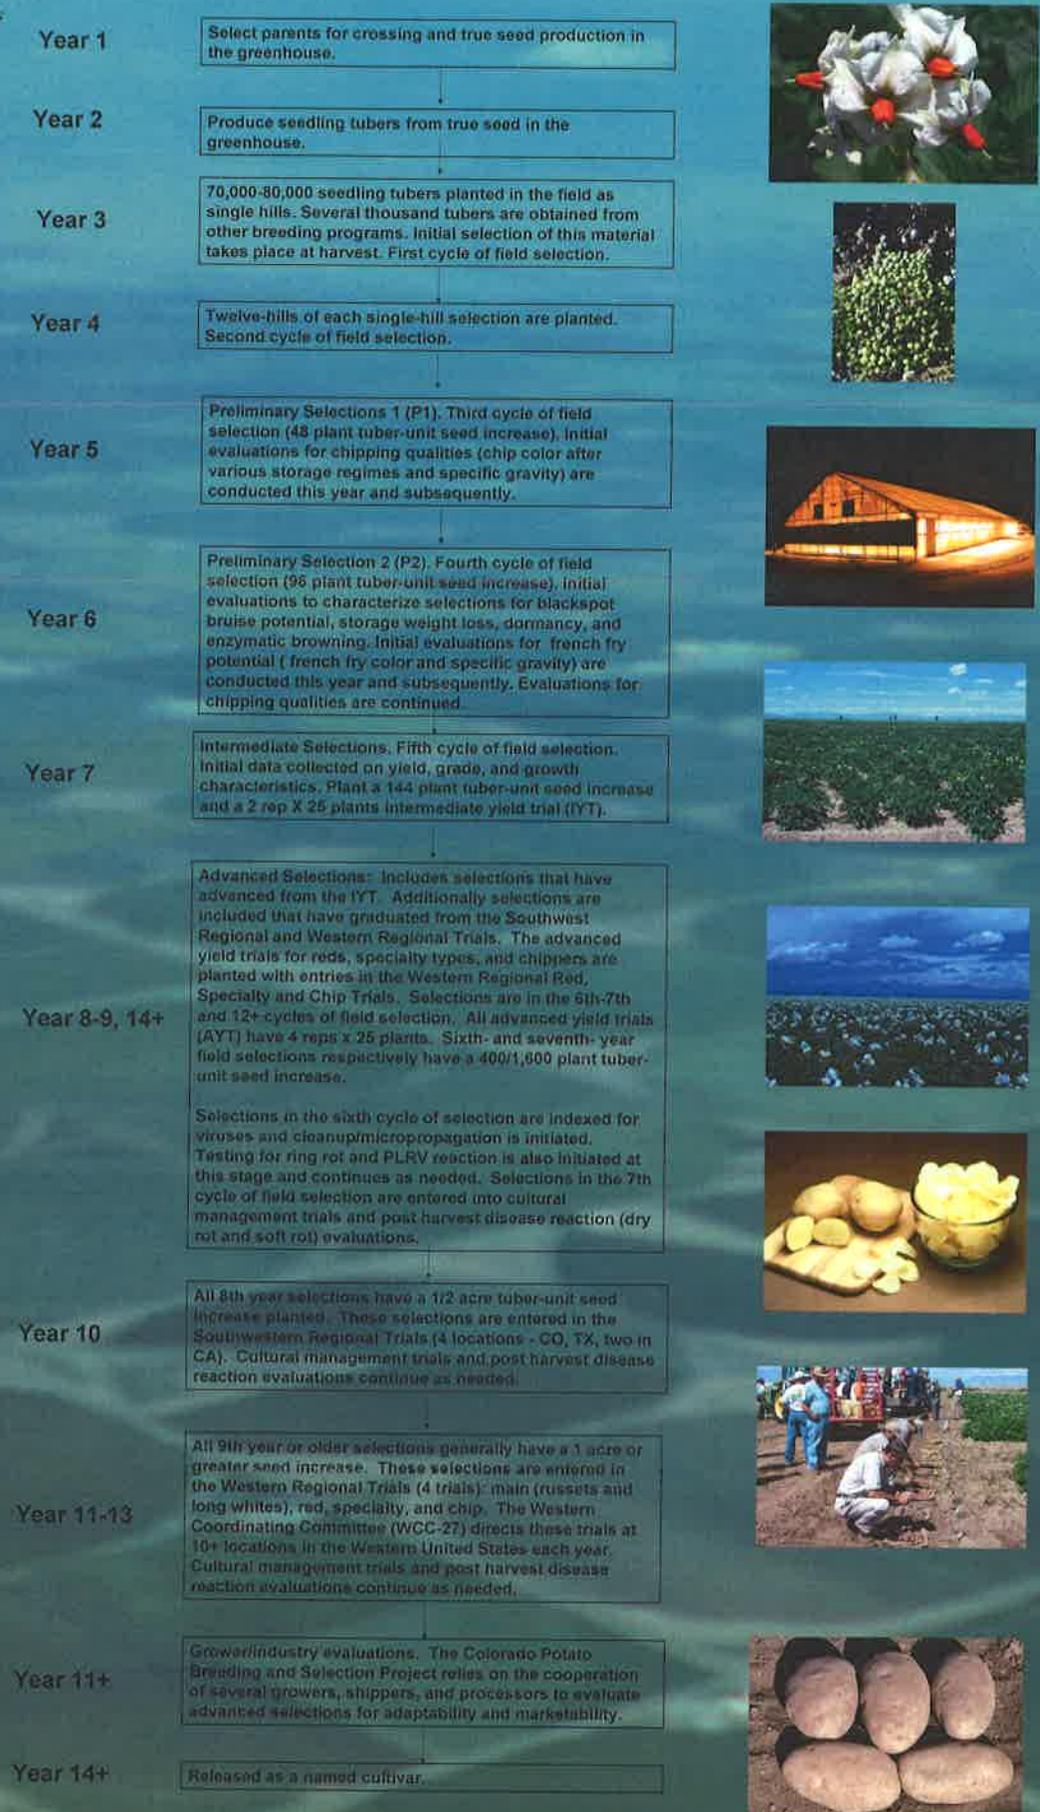 Year 1
Select parents for crossing and true seed production in
the greenhouse.
Year 2
Produce seedling tubers from true seed in the
greenhouse.
Year 3
70,000-80,000 seedling tubers planted in the field as
single hills. Several thousand tubers are obtained from
other breeding programs. Initial selection of this material
takes place at harvest. First cycle of field selection.
Year 4
Twelve-hills of each single-hill selection are planted.
Second cycle of field selection.
Year 5
Preliminary Selections 1 (P1). Third cycle of field
selection (48 plant tuber-unit seed increase). Initial
evaluations for chipping qualities (chip color after
various storage regimes and specific gravity) are
conducted this year and subsequently.
Year 6
Preliminary Selection 2 (P2). Fourth cycle of field
selection (96 plant tuber-unit seed increase). Initial
evaluations to characterize selections for blackspot
bruise potential, storage weight loss, dormancy, and
enzymatic browning. Initial evaluations for french fry
potential ( french fry color and specific gravity) are
conducted this year and subsequently. Evaluations for
chipping qualities are continued.
Year 7
Intermediate Selections. Fifth cycle of field selection.
Initial data collected on yield, grade, and growth
characteristics. Plant a 144 plant tuber-unit seed increase
and a 2 rep X 25 plants intermediate yield trial (IYT).
Year 8-9, 14+
Advanced Selections: Includes selections that have
advanced from the IYT. Additionally selections are
included that have graduated from the Southwest
Regional and Western Regional Trials. The advanced
yield trials for reds, specialty types, and chippers are
planted with entries in the Western Regional Red,
Specialty and Chip Trials. Selections are in the 6th-7th
and 12+ cycles of field selection. All advanced yield trials
(AYT) have 4 reps x 25 plants. Sixth- and seventh- year
field selections respectively have a 400/1,600 plant tuber-
unit seed increase.
Selections in the sixth cycle of selection are indexed for
viruses and cleanup/micropropagation is initiated.
Testing for ring rot and PLRV reaction is also initiated at
this stage and continues as needed. Selections in the 7th
cycle of field selection are entered into cultural
management trials and post harvest disease reaction (dry
rot and soft rot) evaluations.
Year 10
All 8th year selections have a 1/2 acre tuber-unit seed
increase planted. These selections are entered in the
Southwestern Regional Trials (4 locations - CO, TX, two in
CA). Cultural management trials and post harvest disease
reaction evaluations continue as needed.
Year 11-13
All 9th year or older selections generally have a 1 acre or
greater seed increase. These selections are entered in
the Western Regional Trials (4 trials): main (russets and
long whites), red, specialty, and chip. The Western
Coordinating Committee (WCC-27) directs these trials at
10+ locations in the Western United States each year.
Cultural management trials and post harvest disease
reaction evaluations continue as needed.
Year 11+
Grower/industry evaluations. The Colorado Potato
Breeding and Selection Project relies on the cooperation
of several growers, shippers, and processors to evaluate
advanced selections for adaptability and marketability.
Year 14+
Released as a named cultivar.